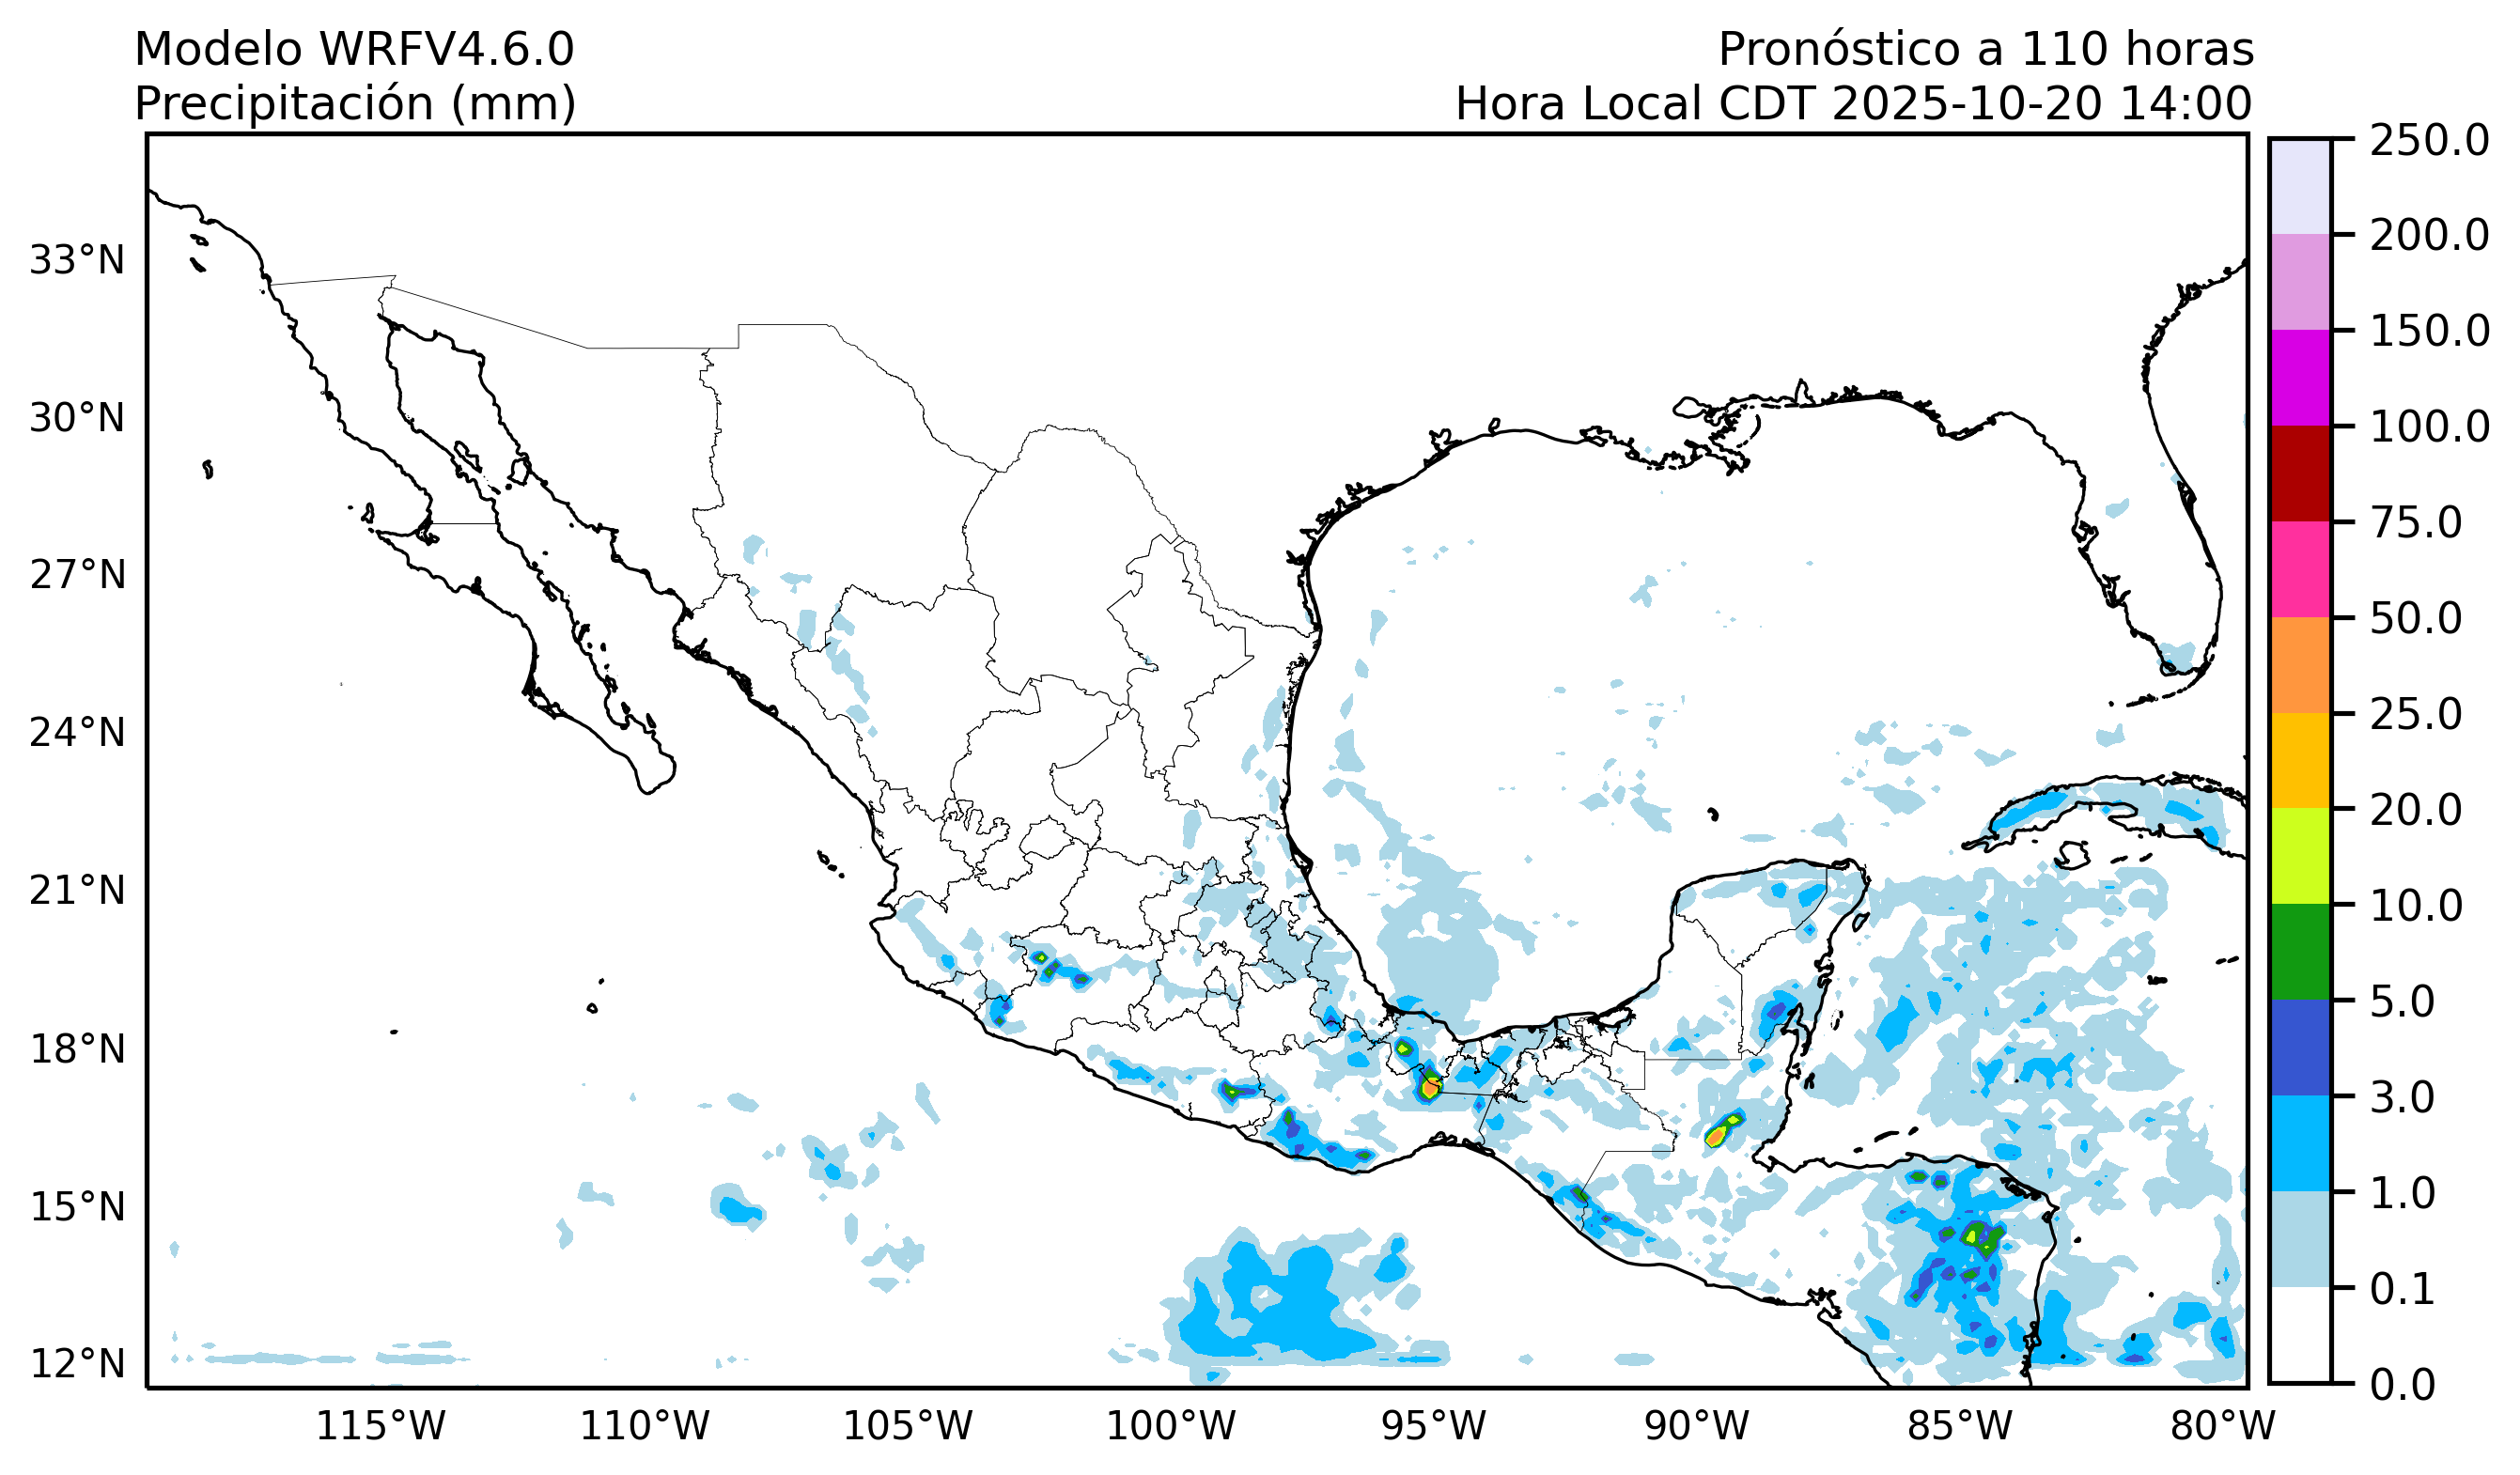 Modelo WRFV4.6.0
Precipitación (mm)
Pronóstico a 110 horas
Hora Local CDT 2025-10-20 14:00
33°N
30°N
27°N
24°N
21°N
18°N
15°N
12°N
115°W
110°W
105°W
100°W
95°W
90°W
85°W
80°W
250.0
200.0
150.0
100.0
75.0
50.0
25.0
20.0
10.0
5.0
3.0
1.0
0.1
0.0